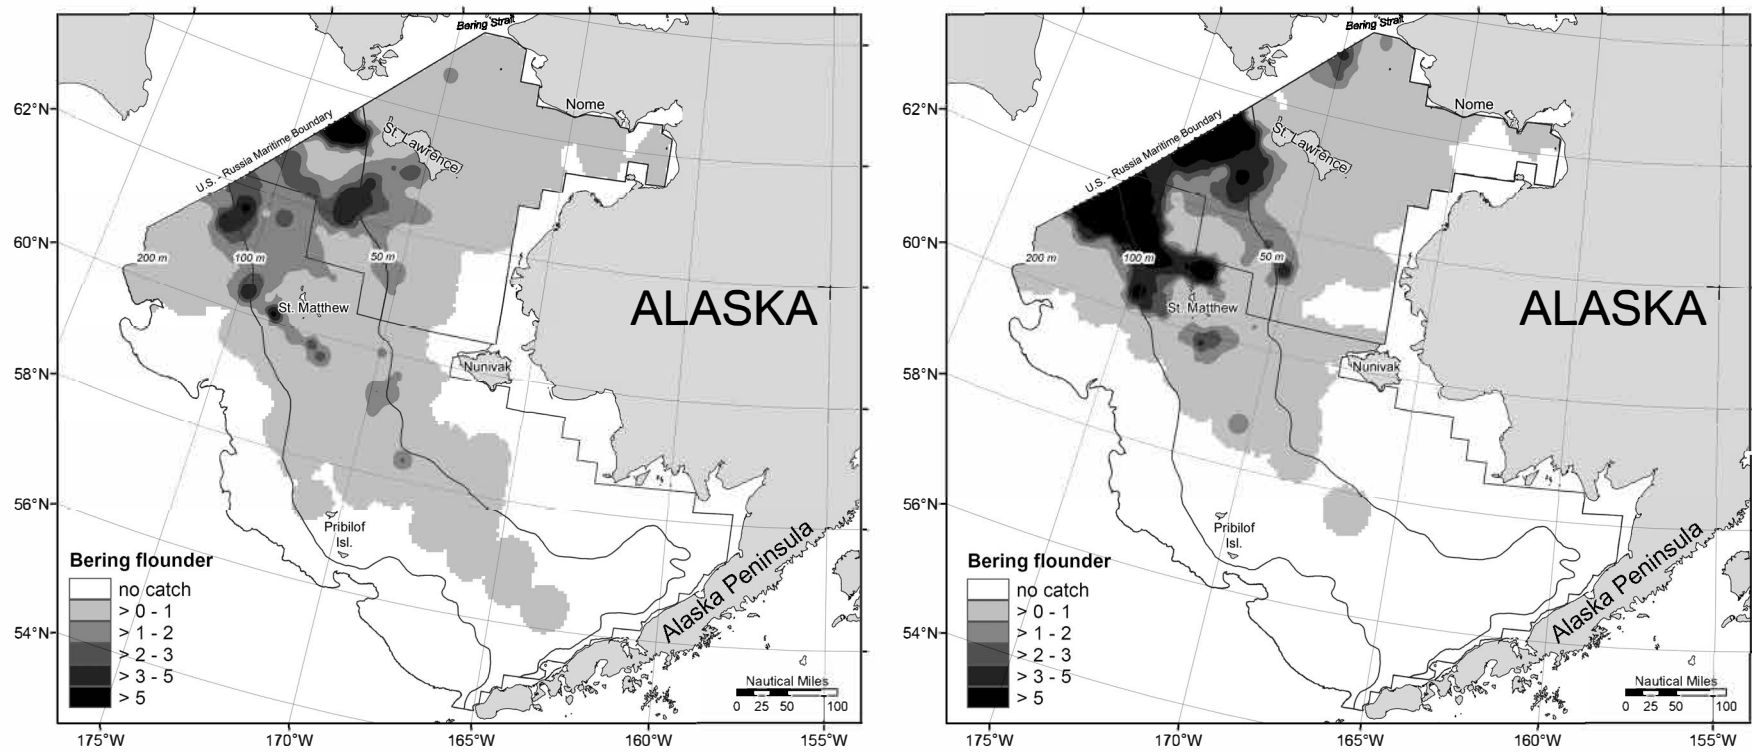 Bering Strait
62°N
Nome
U.S. - Russia Maritime Boundary
St. Lawrence
60°N
200 m
100 m
50 m
St. Matthew
ALASKA
58°N
Nunivak
56°N
Pribilof
Isl.
Alaska Peninsula
54°N
Bering flounder
no catch
> 0 - 1
> 1 - 2
> 2 - 3
> 3 - 5
> 5
Nautical Miles
0 25 50 100
175°W 170°W 165°W 160°W 155°W
Bering Strait
62°N
Nome
U.S. - Russia Maritime Boundary
St. Lawrence
60°N
200 m
100 m
50 m
St. Matthew
ALASKA
58°N
Nunivak
56°N
Pribilof
Isl.
Alaska Peninsula
54°N
Bering flounder
no catch
> 0 - 1
> 1 - 2
> 2 - 3
> 3 - 5
> 5
Nautical Miles
0 25 50 100
175°W 170°W 165°W 160°W 155°W